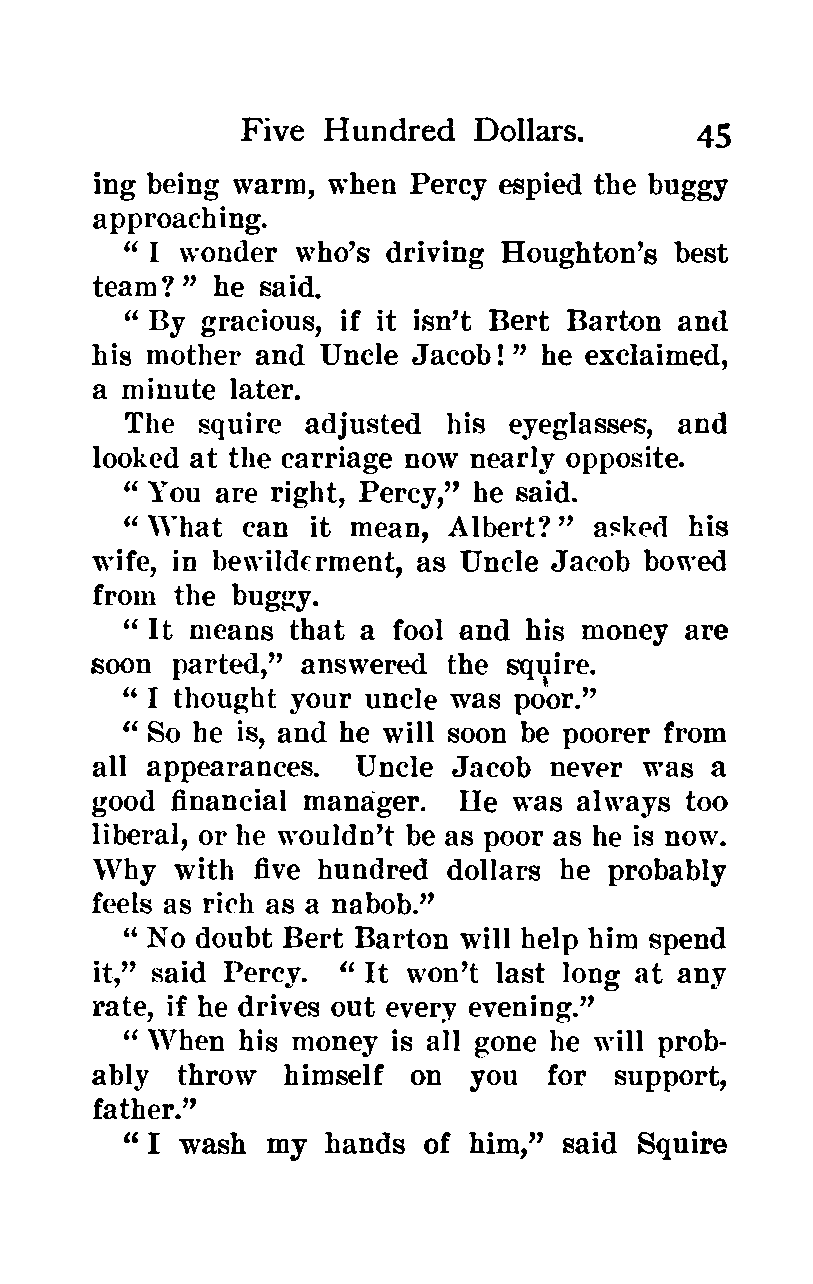 Five Hundred Dollars. 45
ing being warm, when Percy espied the buggy
approaching.
“ I wonder who’s driving Houghton’s best
team? ” he said.
“ By gracious, if it isn’t Bert Barton and
his mother and Uncle Jacob! ” he exclaimed,
a minute later.
The squire adjusted his eyeglasses, and
looked at the carriage now nearly opposite.
“ You are right, Percy,” he said.
“ What can it mean, Albert? ” asked his
wife, in bewilderment, as Uncle Jacob bowed
from the buggy.
“ It means that a fool and his money are
soon parted,” answered the squire.
“ I thought your uncle was poor.”
“ So he is, and he will soon be poorer from
all appearances. Uncle Jacob never was a
good financial manager. He was always too
liberal, or he wouldn’t be as poor as he is now.
Why with five hundred dollars he probably
feels as rich as a nabob.”
“ No doubt Bert Barton will help him spend
it,” said Percy. “ It won’t last long at any
rate, if he drives out every evening.”
“ When his money is all gone he will prob-
ably throw himself on you for support,
father.”
“ I wash my hands of him,” said Squire